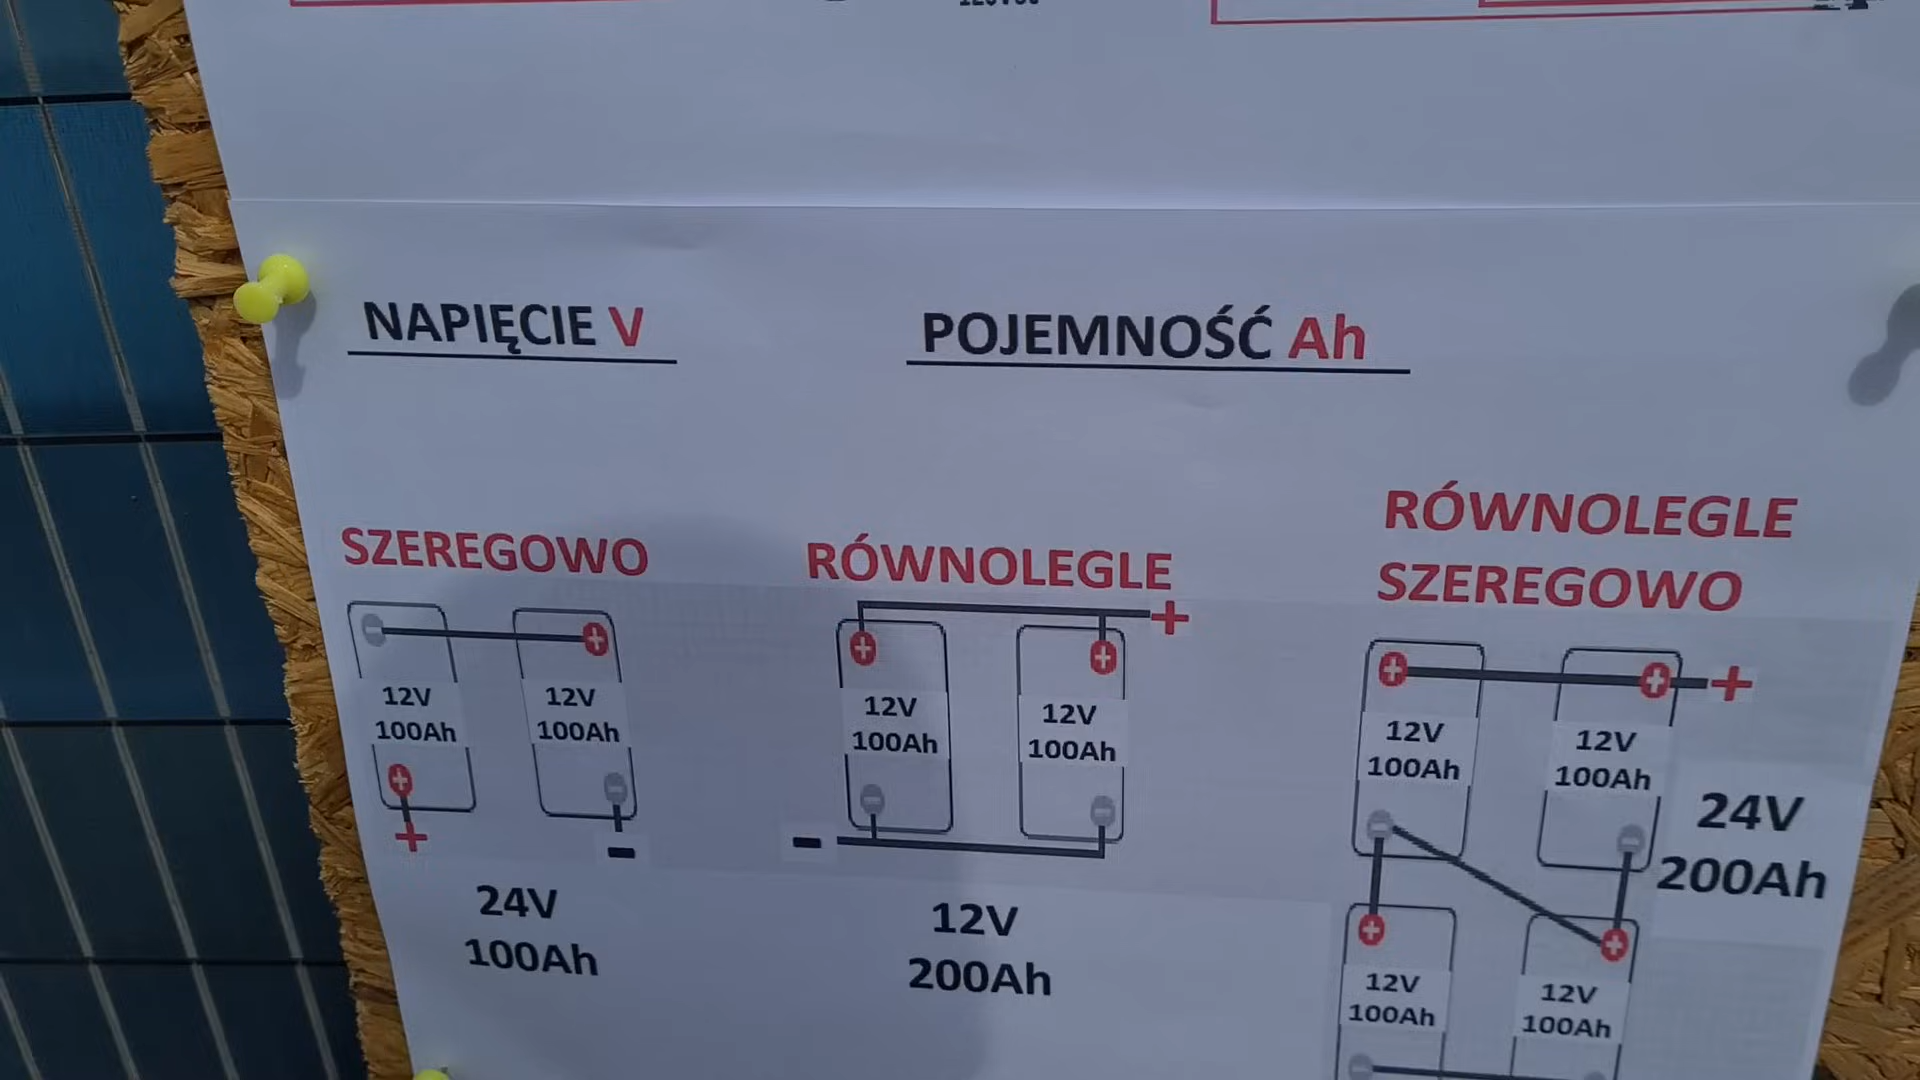 NAPIĘCIE V
POJEMNOŚĆ Ah
SZEREGOWO
12V
100Ah
12V
100Ah
24V
100Ah
RÓWNOLEGLE
12V
100Ah
12V
100Ah
12V
200Ah
RÓWNOLEGLE
SZEREGOWO
12V
100Ah
12V
100Ah
24V
200Ah
12V
100Ah
12V
100Ah